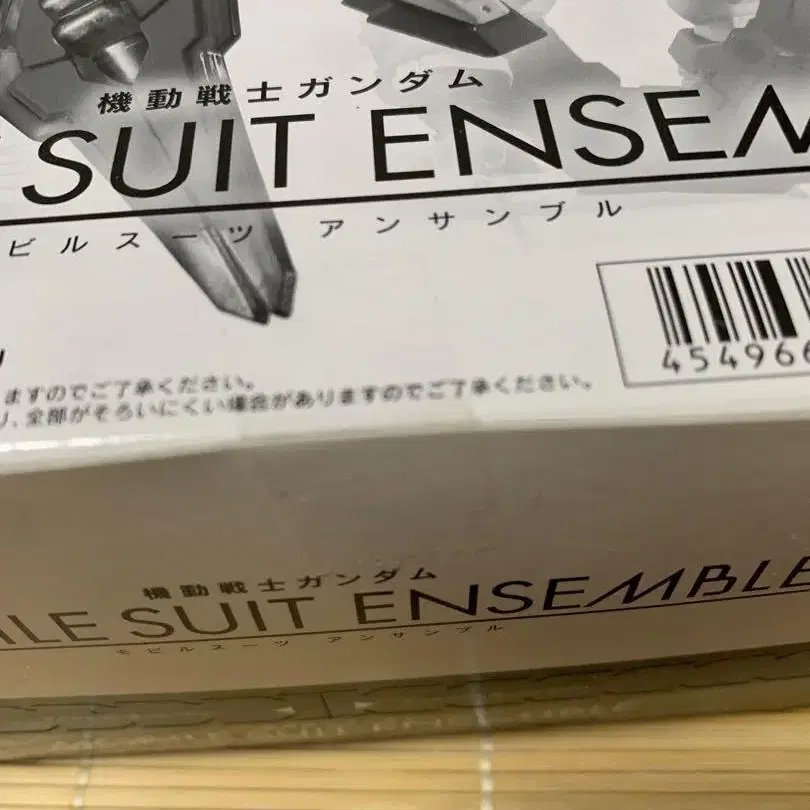 機動戦士ガンダム
SUIT ENSEM
ビルスーツ アンサンブル
454966
ますのでご了承ください。
り、全部がそろいにくい場合がありますのでご了承ください。
機動戦士ガンダム
ILE SUIT ENSEMBLE
モビルスーツ アンサンブル